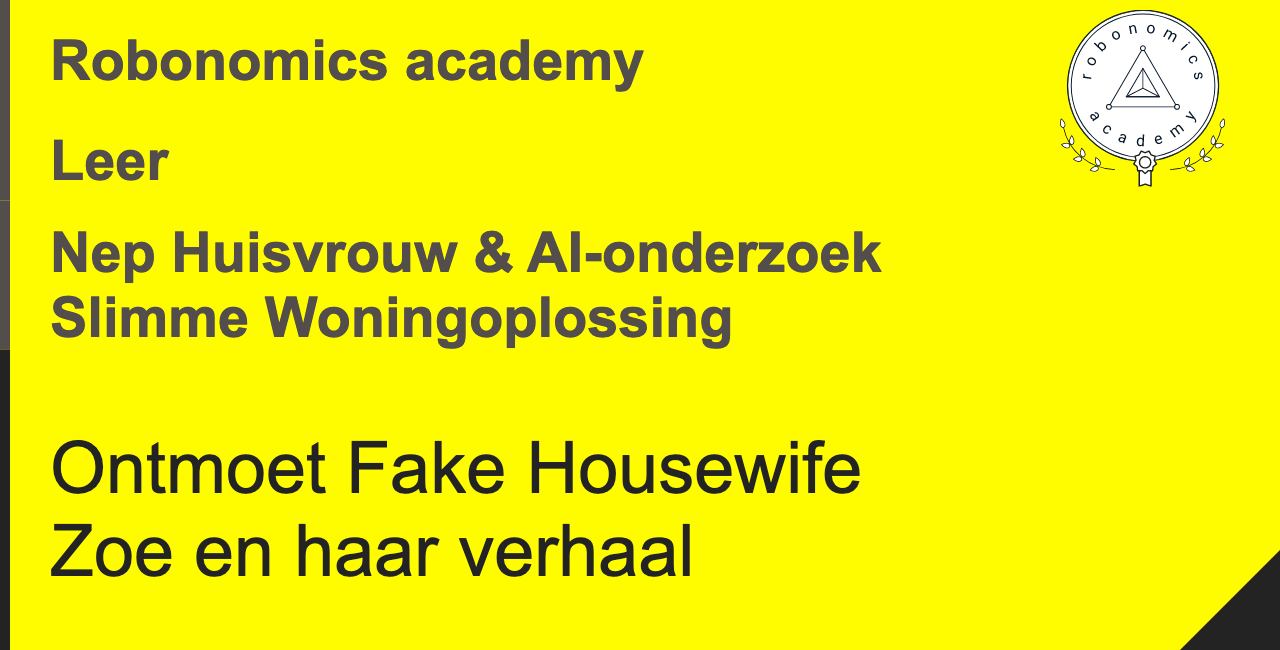 Robonomics academy
Leer
Nep Huisvrouw & AI-onderzoek
Slimme Woningoplossing
Ontmoet Fake Housewife
Zoe en haar verhaal
robonomics
academy